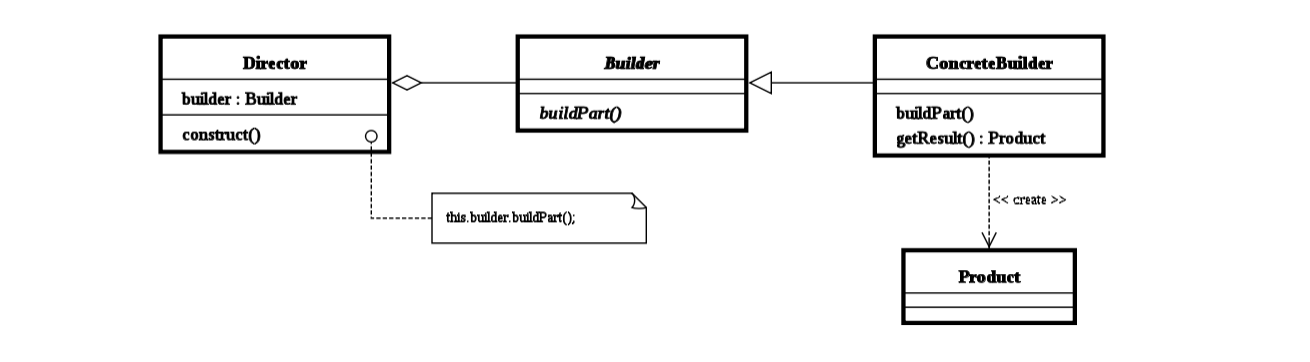 Director
builder : Builder
construct()
Builder
buildPart()
ConcreteBuilder
buildPart()
getResult() : Product
this.builder.buildPart();
<< create >>
Product